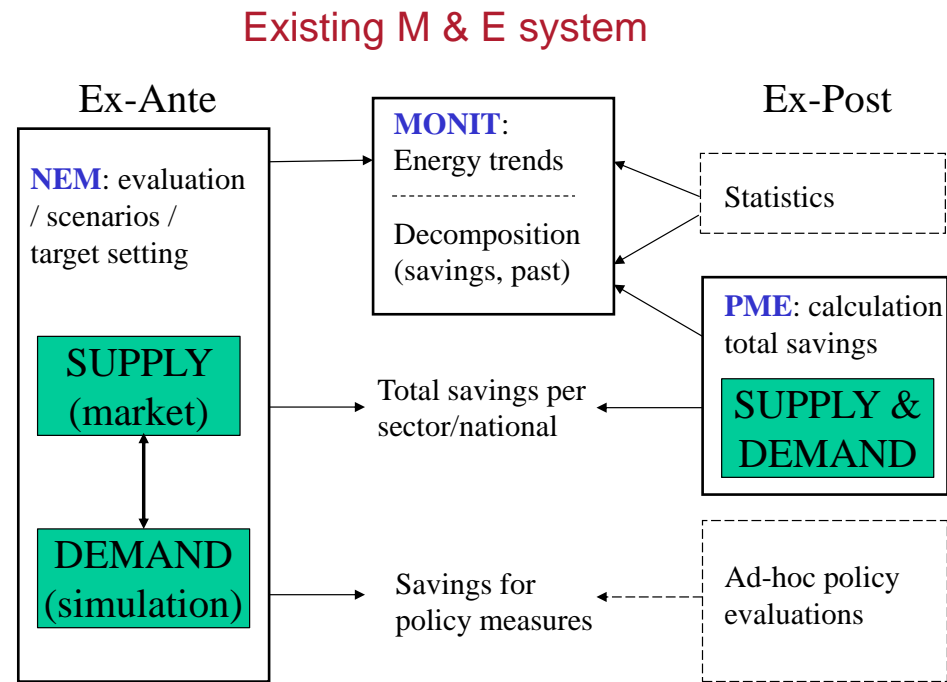 Existing M & E system
Ex-Ante
Ex-Post
NEM: evaluation
/ scenarios /
target setting
SUPPLY
(market)
DEMAND
(simulation)
MONIT:
Energy trends
Decomposition
(savings, past)
Total savings per
sector/national
Savings for
policy measures
Statistics
PME: calculation
total savings
SUPPLY &
DEMAND
Ad-hoc policy
evaluations